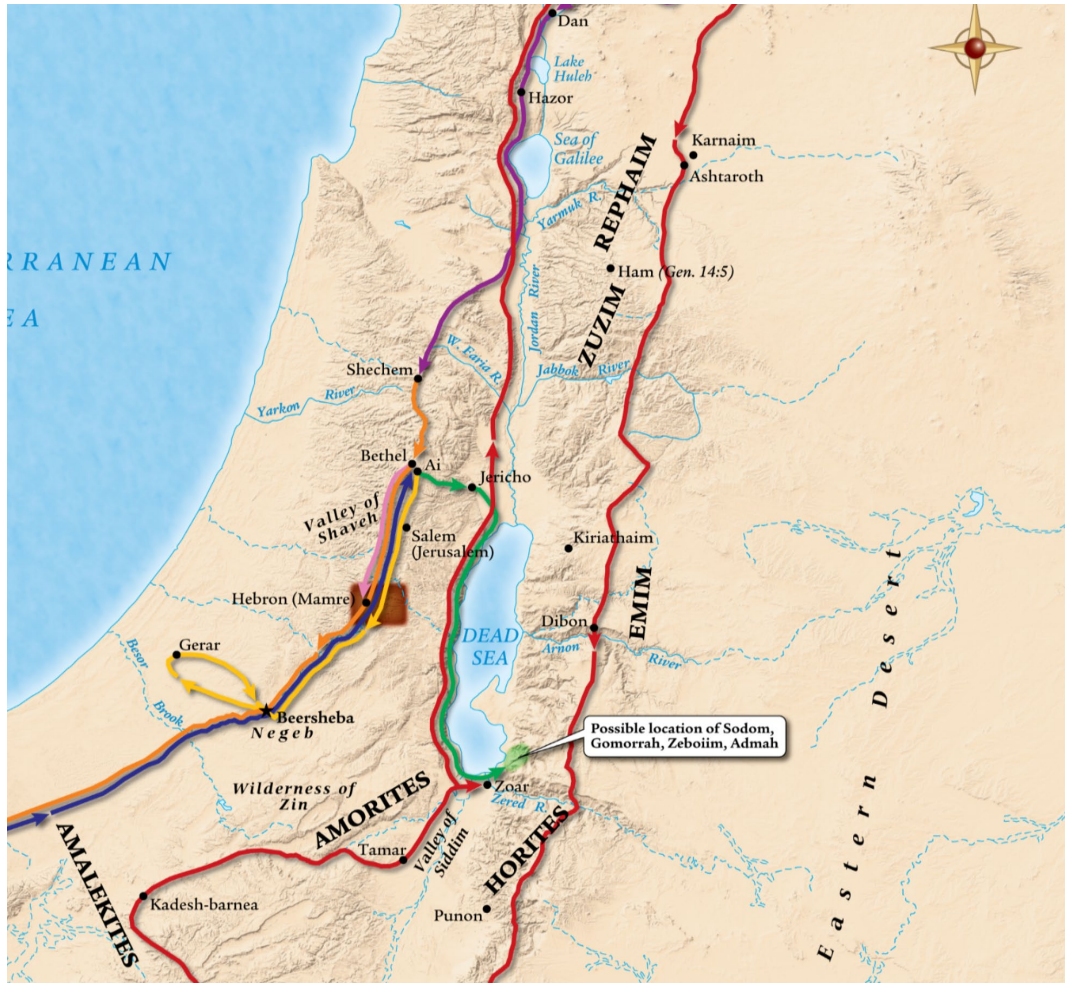 Dan
Lake
Huleh
Hazor
Sea of
Galilee
Karnaim
Ashtaroth
Yarmuk R.
REPHAIM
RRANEAN
EA
Ham (Gen. 14:5)
ZUZIM
Jordan River
W. Faria R.
Jabbok River
Shechem
Yarkon River
Bethel
Ai
Jericho
Valley of
Shaveh
Salem
(Jerusalem)
Kiriathaim
Hebron (Mamre)
EMIM
Dibon
Arnon River
DEAD
SEA
Gerar
Besor
Brook
Beersheba
Negeb
Eastern Desert
Possible location of Sodom,
Gomorrah, Zeboiim, Admah
Wilderness of
Zin
Zoar
Zered R.
AMORITES
Valley of
Siddim
HORITES
AMALEKITES
Tamar
Kadesh-barnea
Punon